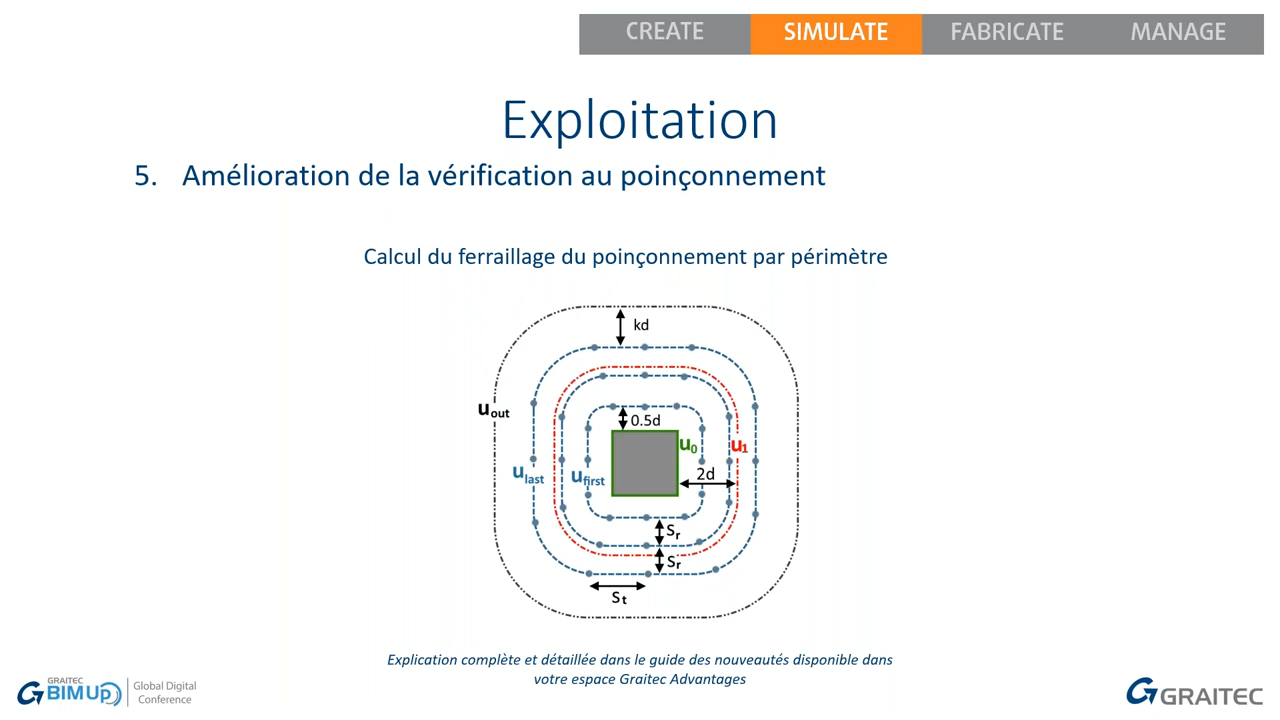 CREATE SIMULATE FABRICATE MANAGE
Exploitation
5. Amélioration de la vérification au poinçonnement
Calcul du ferraillage du poinçonnement par périmètre
kd
uout
0.5d
u0
u1
ulast
ufirst
2d
Sr
Sr
St
Explication complète et détaillée dans le guide des nouveautés disponible dans
votre espace Graitec Advantages
GRAITEC
BIMUP
Global Digital
Conference
GRAITEC